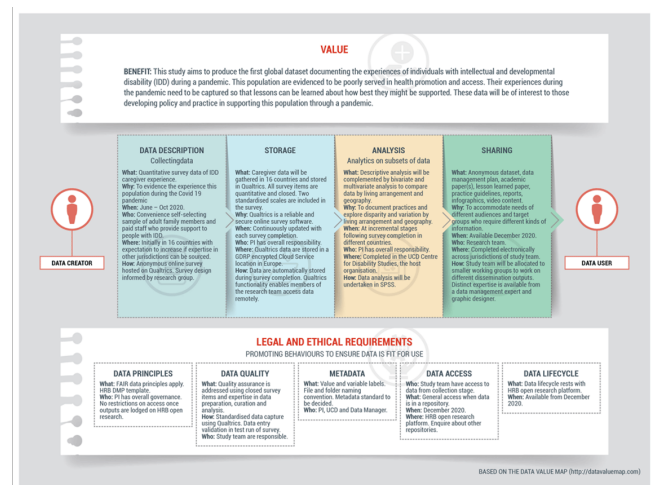 VALUE
BENEFIT: This study aims to produce the first global dataset documenting the experiences of individuals with intellectual and developmental
disability (IDD) during a pandemic. This population are evidenced to be poorly served in health promotion and access. Their experiences during
the pandemic need to be captured so that lessons can be learned about how best they might be supported. These data will be of interest to those
developing policy and practice in supporting this population through a pandemic.
DATA CREATOR
DATA DESCRIPTION
Collectingdata
What: Quantitative survey data of IDD
caregiver experience.
Why: To evidence the experience this
population during the Covid 19
pandemic
When: June – Oct 2020.
Who: Convenience self-selecting
sample of adult family members and
paid staff who provide support to
people with IDD.
Where: Initially in 16 countries with
expectation to increase if expertise in
other jurisdictions can be sourced.
How: Anonymous online survey
hosted on Qualtrics. Survey design
informed by research group.
STORAGE
What: Caregiver data will be
gathered in 16 countries and stored
in Qualtrics. All survey items are
quantitative and closed. Two
standardised scales are included in
the survey.
Why: Qualtrics is a reliable and
secure online survey software.
When: Continuously updated with
each survey completion.
Who: PI has overall responsibility
Where: Qualtrics data are stored in a
GDRP encrypted Cloud Service
location in Europe.
How: Data are automatically stored
during survey completion. Qualtrics
functionality enables members of
the research team access data
remotely.
ANALYSIS
Analytics on subsets of data
What: Descriptive analysis will be
complemented by bivariate and
multivariate analysis to compare
data by living arrangement and
geography.
Why: To document practices and
explore disparity and variation by
living arrangement and geography.
When: At incremental stages
following survey completion in
different countries.
Who: PI has overall responsibility.
Where: Completed in the UCD Centre
for Disability Studies, the host
organisation.
How: Data analysis will be
undertaken in SPSS.
SHARING
What: Anonymous dataset, data
management plan, academic
paper(s), lesson learned paper,
practice guidelines, reports,
infographics, video content.
Why: To accommodate needs of
different audiences and target
groups who require different kinds of
information.
When: Available December 2020.
Who: Research team.
Where: Completed electronically
across jurisdictions of study team.
How: Study team will be allocated to
smaller working groups to work on
different dissemination outputs.
Distinct expertise is available from
a data management expert and
graphic designer.
DATA USER
LEGAL AND ETHICAL REQUIREMENTS
PROMOTING BEHAVIOURS TO ENSURE DATA IS FIT FOR USE
DATA PRINCIPLES
What: FAIR data principles apply.
HRB DMP template.
Who: PI has overall governance.
No restrictions on access once
outputs are lodged on HRB open
research.
DATA QUALITY
What: Quality assurance is
addressed using closed survey
items and expertise in data
preparation, curation and
analysis.
How: Standardised data capture
using Qualtrics. Data entry
validation in test run of survey.
Who: Study team are responsible.
METADATA
What: Value and variable labels.
File and folder naming
convention. Metadata standard to
be decided.
Who: PI, UCD and Data Manager.
DATA ACCESS
Who: Study team have access to
data from collection stage.
What: General access when data
is in a repository.
When: December 2020.
Where: HRB open research
platform. Enquire about other
repositories.
DATA LIFECYCLE
What: Data lifecycle rests with
HRB open research platform.
When: Available from December
2020.
BASED ON THE DATA VALUE MAP (http://datavaluemap.com)